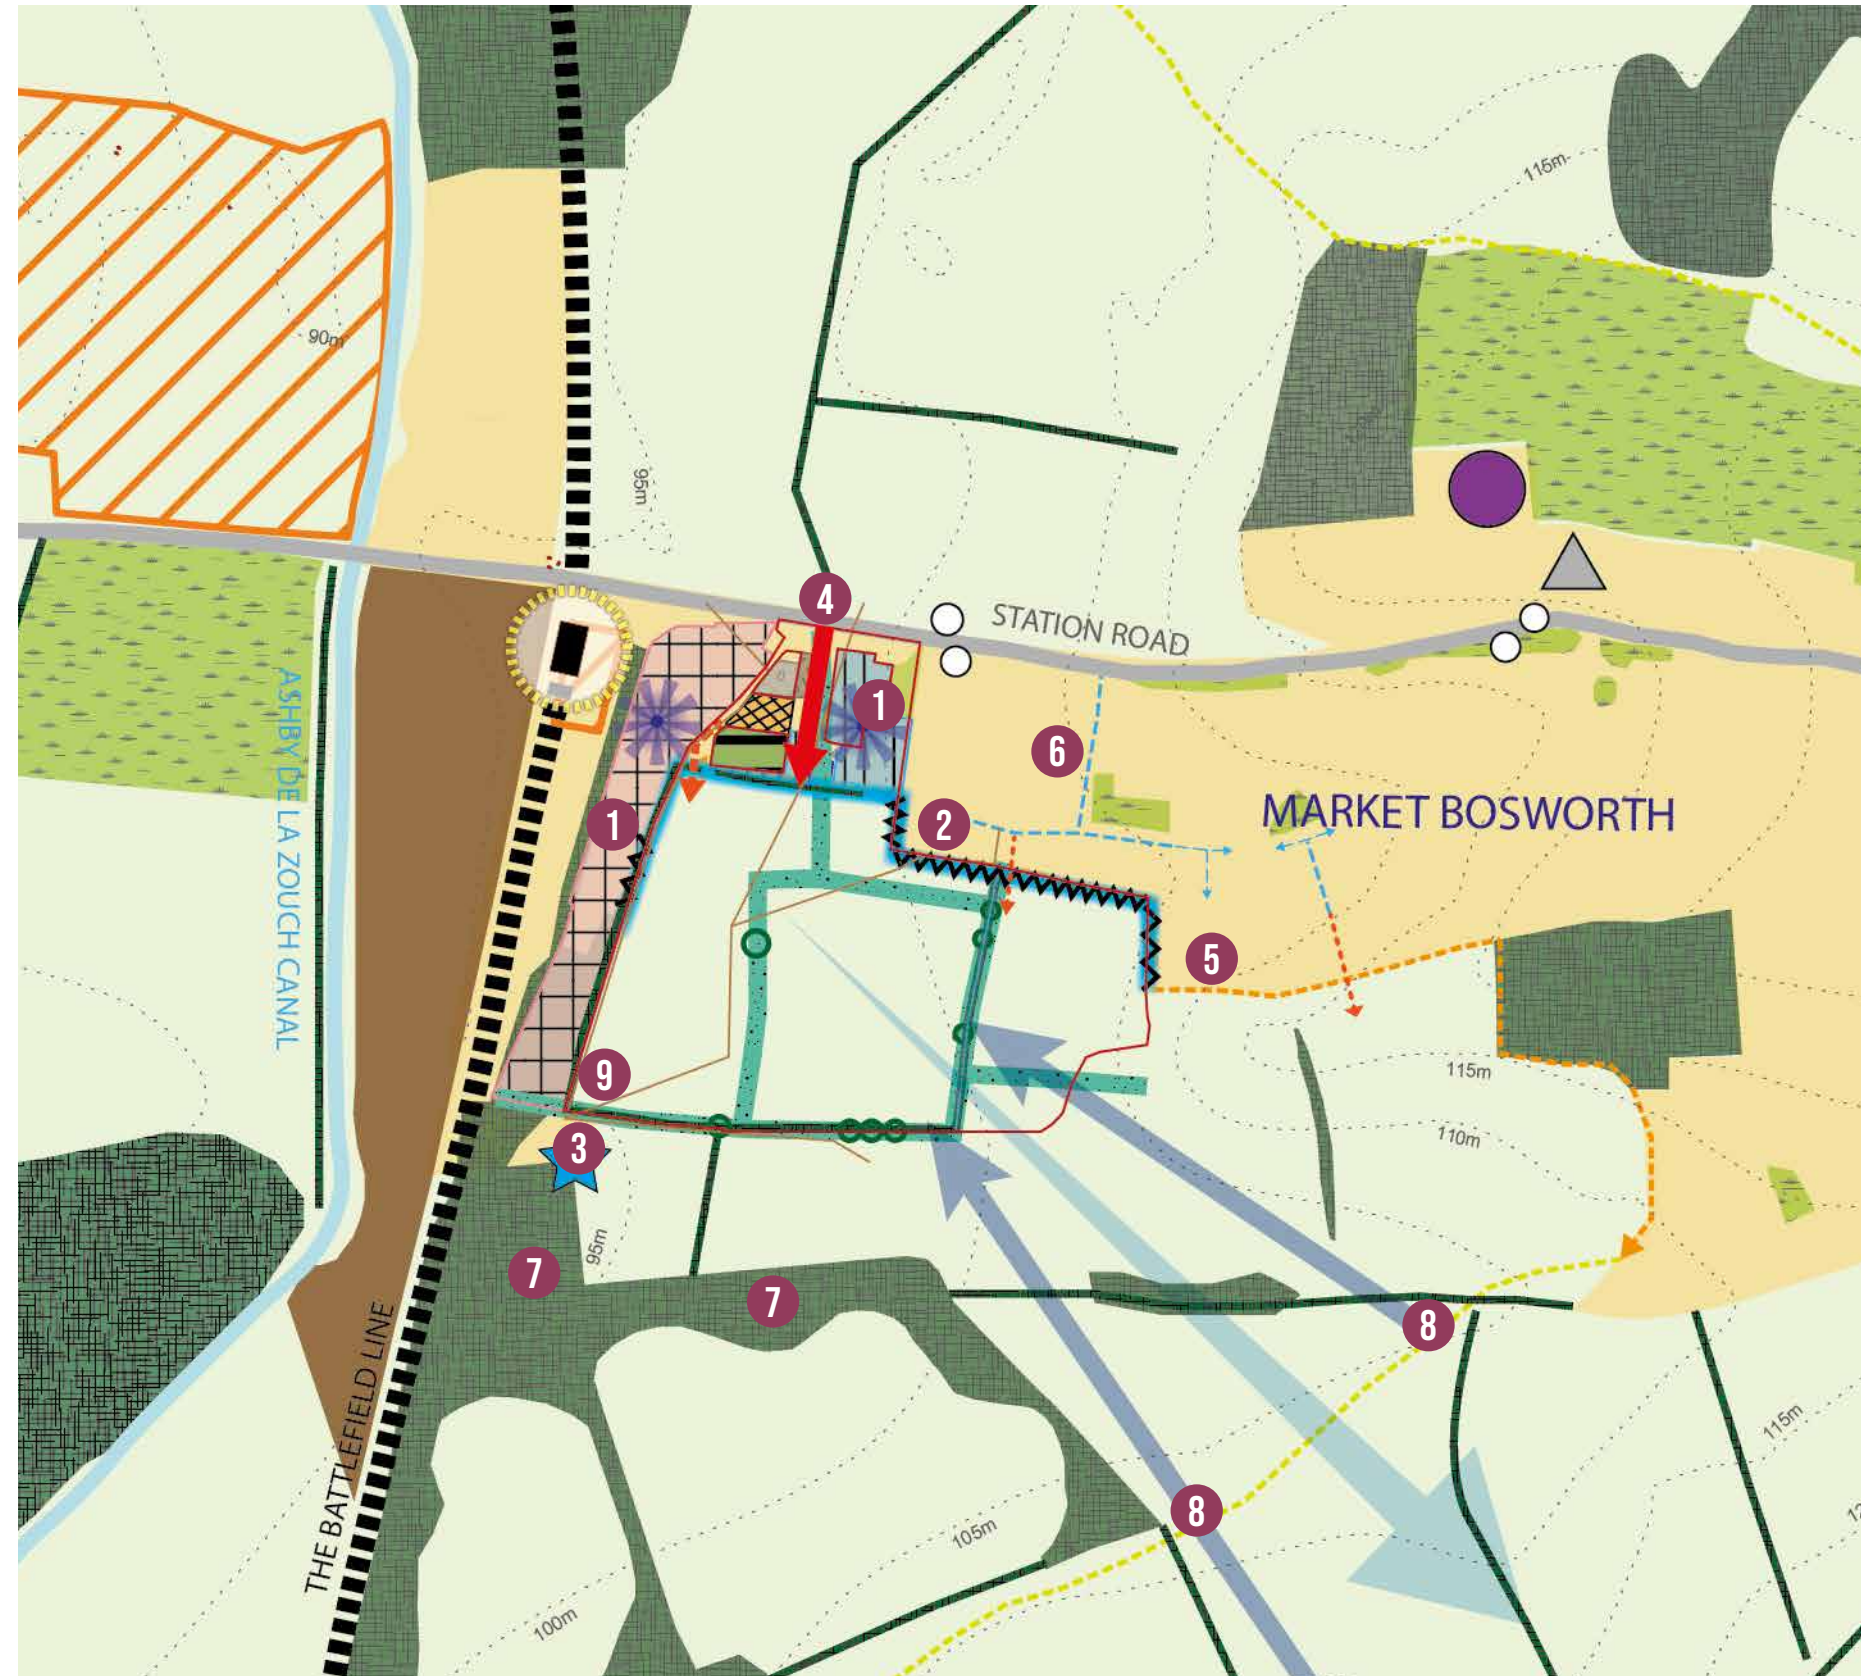 115m
90m
95m
4
STATION ROAD
1
6
2
MARKET BOSWORTH
1
ASHBY DE LA ZOUCH CANAL
5
9
115m
3
110m
95m
7
7
8
THE BATTLEFIELD LINE
115m
8
105m
100m